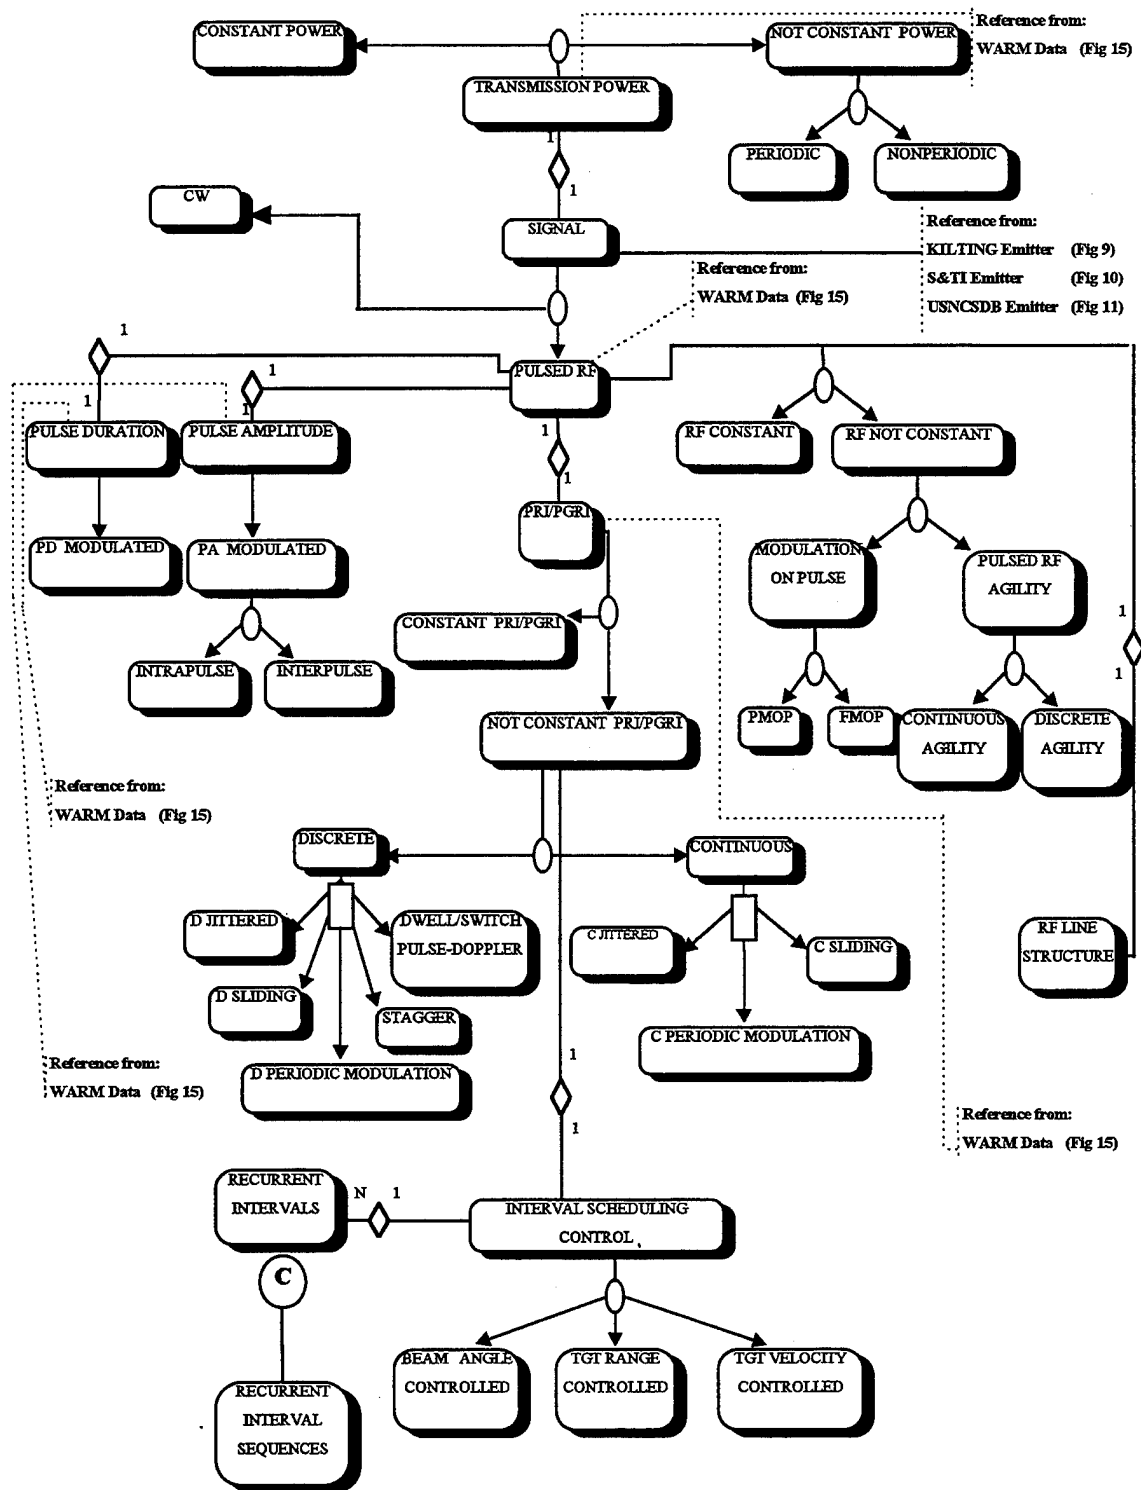 CONSTANT POWER
NOT CONSTANT POWER
Reference from:
WARM Data (Fig 15)
TRANSMISSION POWER
1
1
PERIODIC
NONPERIODIC
CW
SIGNAL
Reference from:
KILTING Emitter (Fig 9)
S&TI Emitter (Fig 10)
USNCSDB Emitter (Fig 11)
Reference from:
WARM Data (Fig 15)
1
1
1
1
PULSED RF
1
1
PULSE DURATION
PULSE AMPLITUDE
RF CONSTANT
RF NOT CONSTANT
PRI/PGRI
PD MODULATED
PA MODULATED
MODULATION
ON PULSE
PULSED RF
AGILITY
CONSTANT PRI/PGRI
1
1
INTRAPULSE
INTERPULSE
NOT CONSTANT PRI/PGRI
PMOP
FMOP
CONTINUOUS
AGILITY
DISCRETE
AGILITY
Reference from:
WARM Data (Fig 15)
DISCRETE
CONTINUOUS
D JITTERED
DWELL/SWITCH
PULSE-DOPPLER
C JITTERED
C SLIDING
RF LINE
STRUCTURE
D SLIDING
STAGGER
C PERIODIC MODULATION
D PERIODIC MODULATION
Reference from:
WARM Data (Fig 15)
1
1
Reference from:
WARM Data (Fig 15)
RECURRENT
INTERVALS
N 1
INTERVAL SCHEDULING
CONTROL
C
BEAM ANGLE
CONTROLLED
TGT RANGE
CONTROLLED
TGT VELOCITY
CONTROLLED
RECURRENT
INTERVAL
SEQUENCES